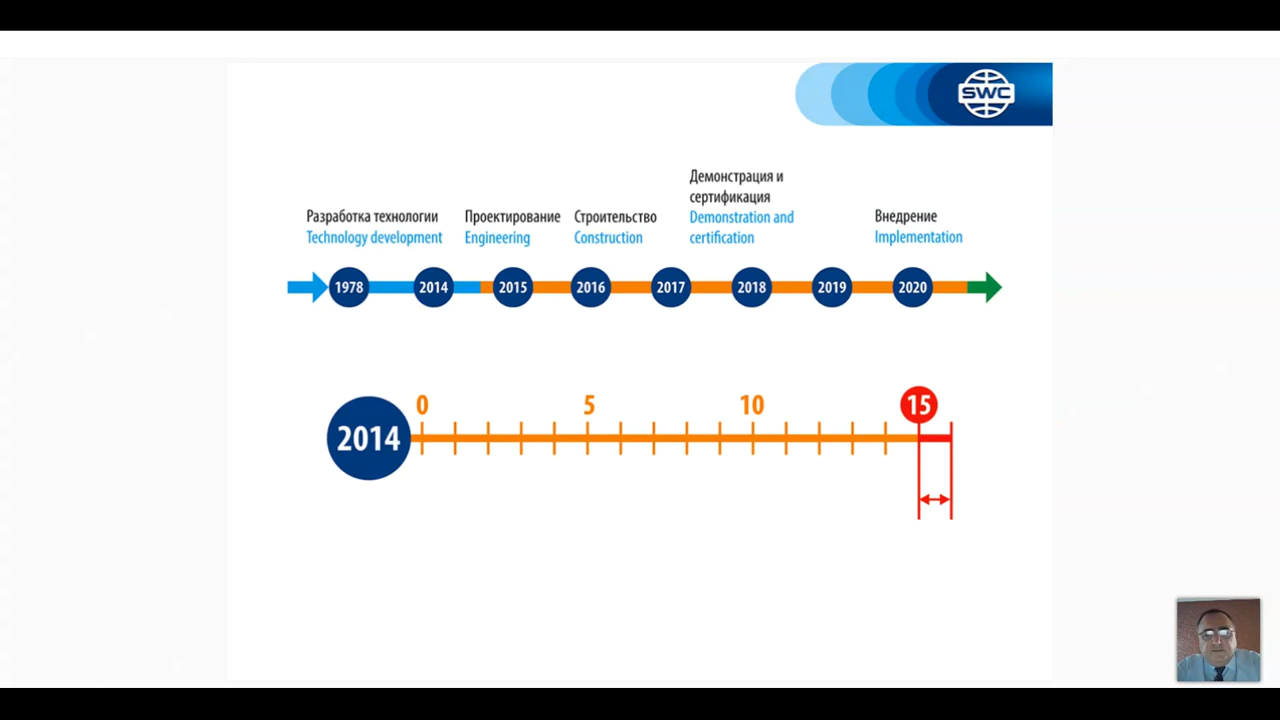 SWC
Демонстрация и
сертификация
Demonstration and
certification
Разработка технологии
Technology development
Проектирование
Engineering
Строительство
Construction
Внедрение
Implementation
1978 2014 2015 2016 2017 2018 2019 2020
0 5 10 15
2014